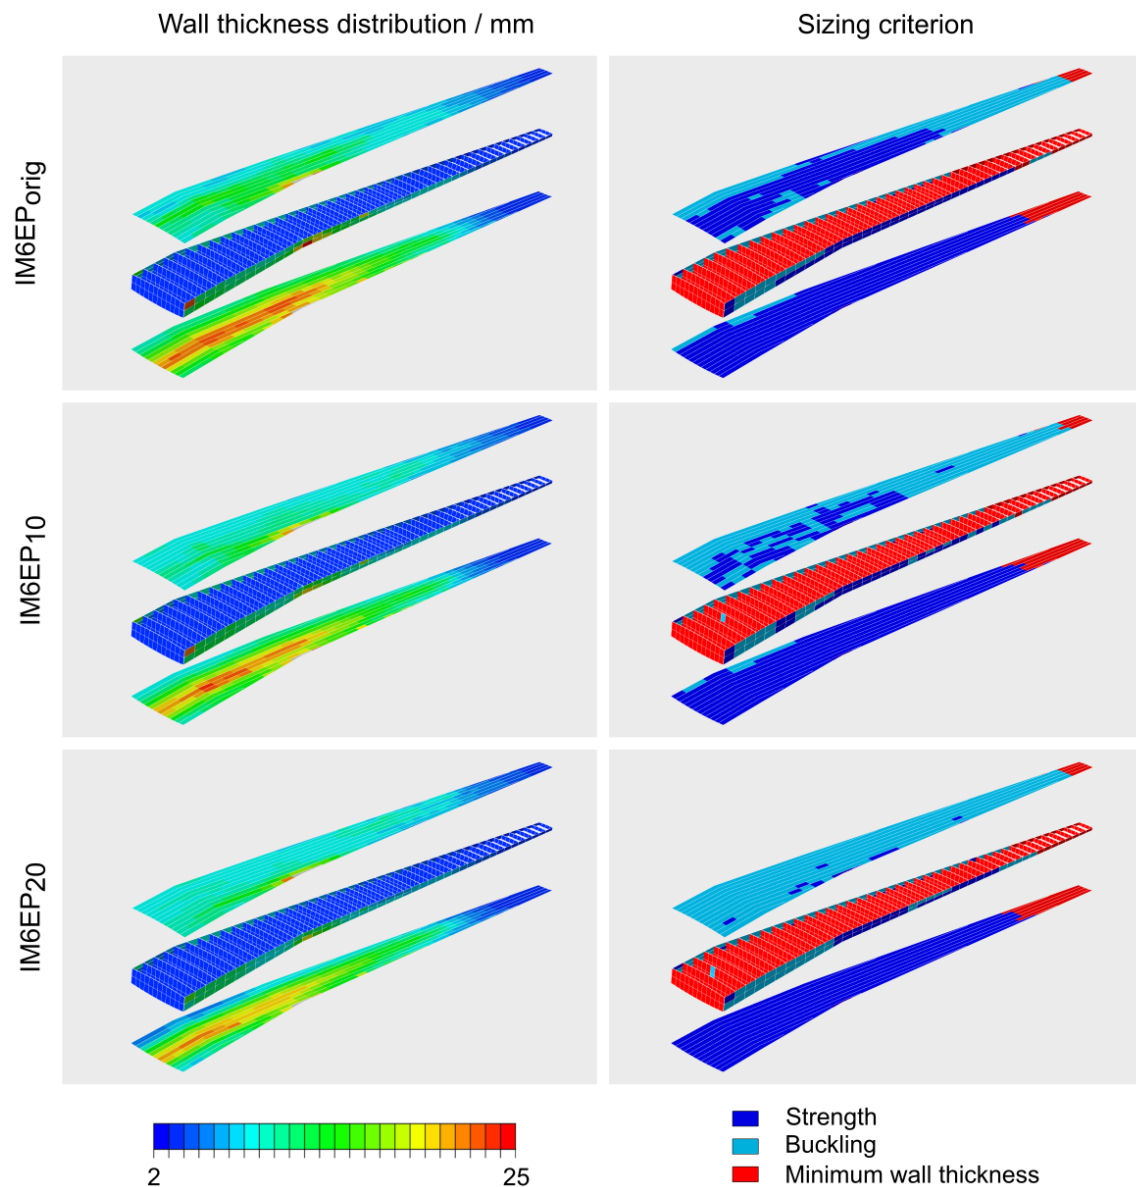 Wall thickness distribution / mm
Sizing criterion
IM6EPorig
IM6EP10
IM6EP20
2
25
Strength
Buckling
Minimum wall thickness